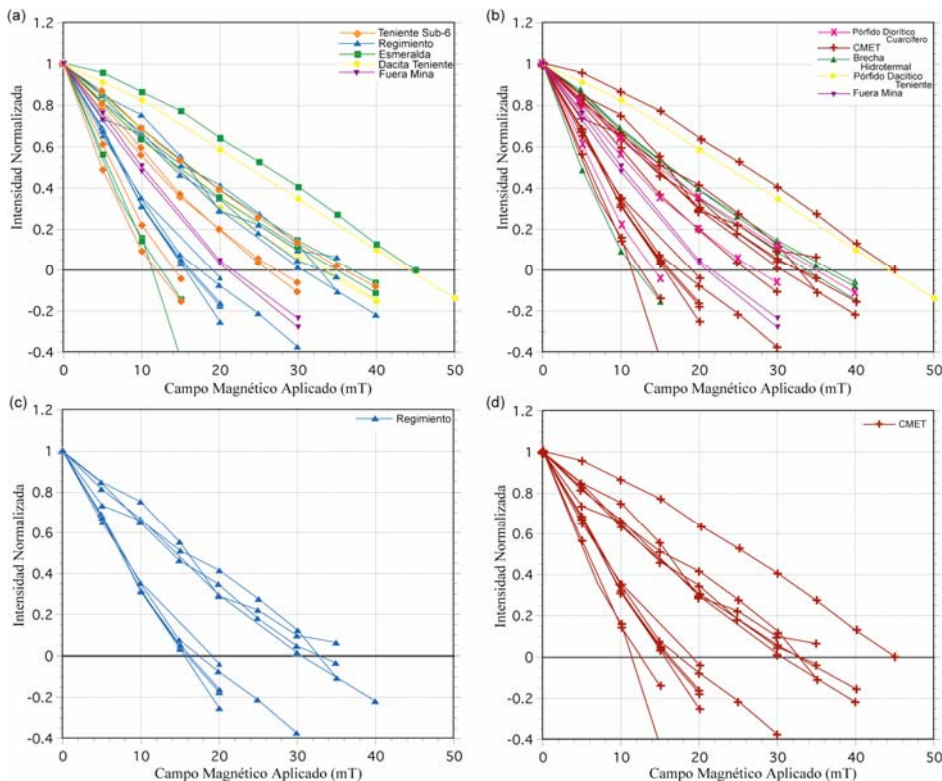 (a)
Teniente Sub-6
Regimiento
Esmeralda
Dacita Teniente
Fuera Mina
1.2
1
0.8
0.6
0.4
0.2
0
-0.2
-0.4
Intensidad Normalizada
0 10 20 30 40 50
Campo Magnético Aplicado (mT)
(b)
Pórfido Diorítico
Cuarcífero
CMET
Brecha
Hidrotermal
Pórfido Dacítico
Teniente
Fuera Mina
1.2
1
0.8
0.6
0.4
0.2
0
-0.2
-0.4
Intensidad Normalizada
0 10 20 30 40 50
Campo Magnético Aplicado (mT)
(c)
Regimiento
1.2
1
0.8
0.6
0.4
0.2
0
-0.2
-0.4
Intensidad Normalizada
0 10 20 30 40 50
Campo Magnético Aplicado (mT)
(d)
CMET
1.2
1
0.8
0.6
0.4
0.2
0
-0.2
-0.4
Intensidad Normalizada
0 10 20 30 40 50
Campo Magnético Aplicado (mT)